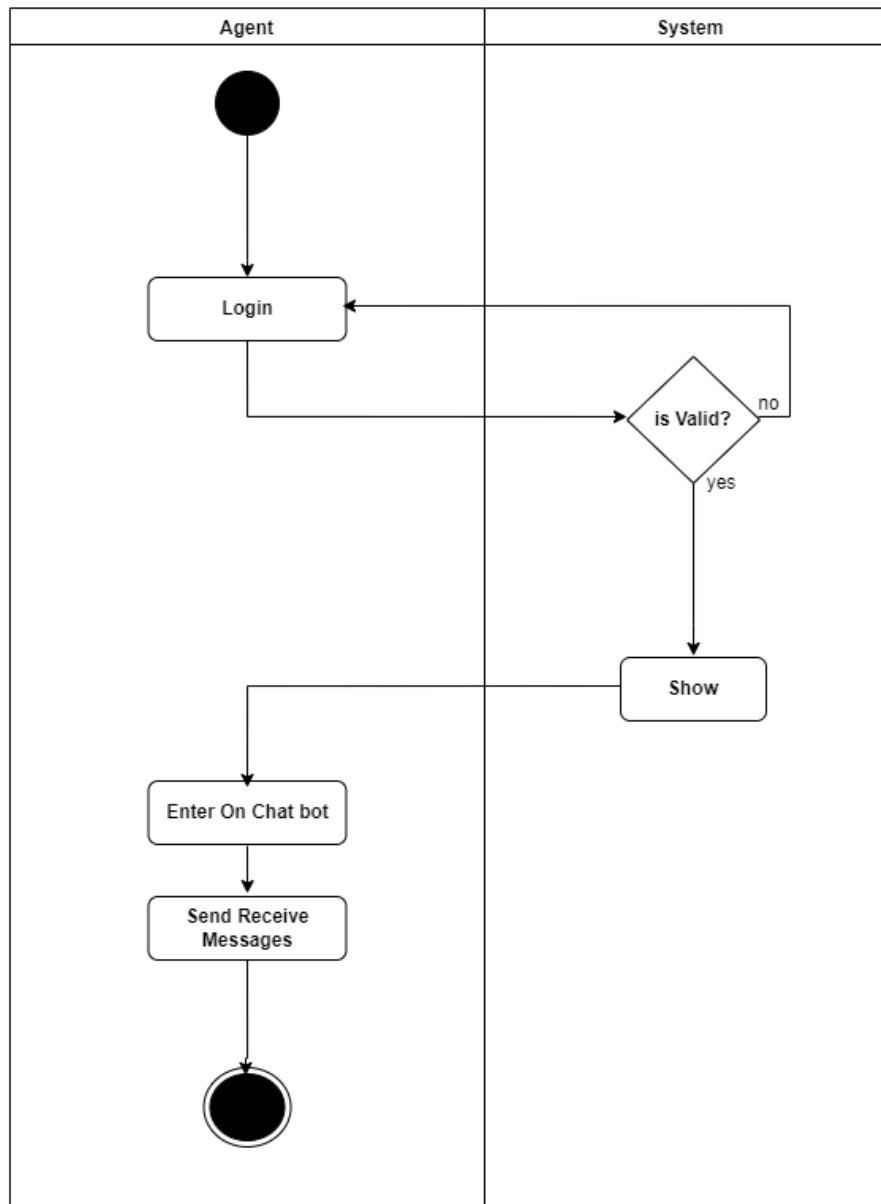 Agent
System
Login
is Valid?
no
yes
Show
Enter On Chat bot
Send Receive
Messages